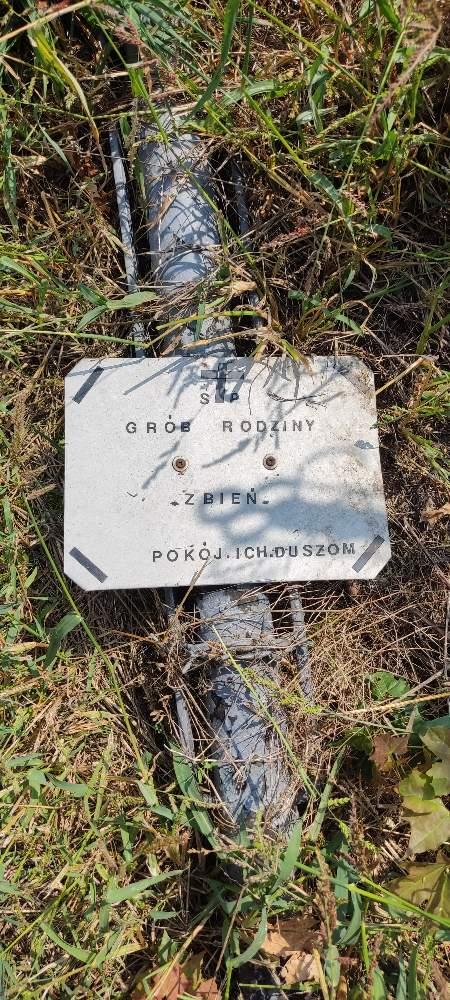 Ś.P
GRÓB RODZINY
ZBIEŃ
POKÓJ.ICH.DUSZOM